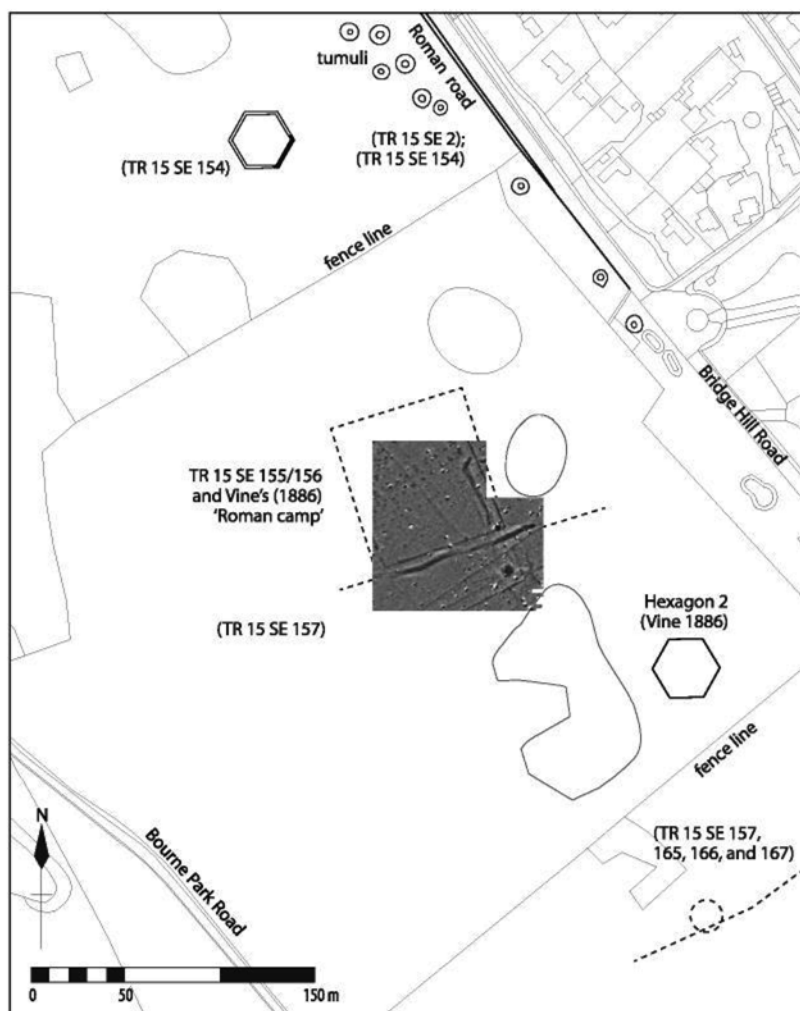 tumuli
Roman road
(TR 15 SE 2);
(TR 15 SE 154)
(TR 15 SE 154)
fence line
Bridge Hill Road
TR 15 SE 155/156
and Vine's (1886)
'Roman camp'
(TR 15 SE 157)
Hexagon 2
(Vine 1886)
fence line
(TR 15 SE 157,
165, 166, and 167)
Bourne Park Road
N
0 50 150 m